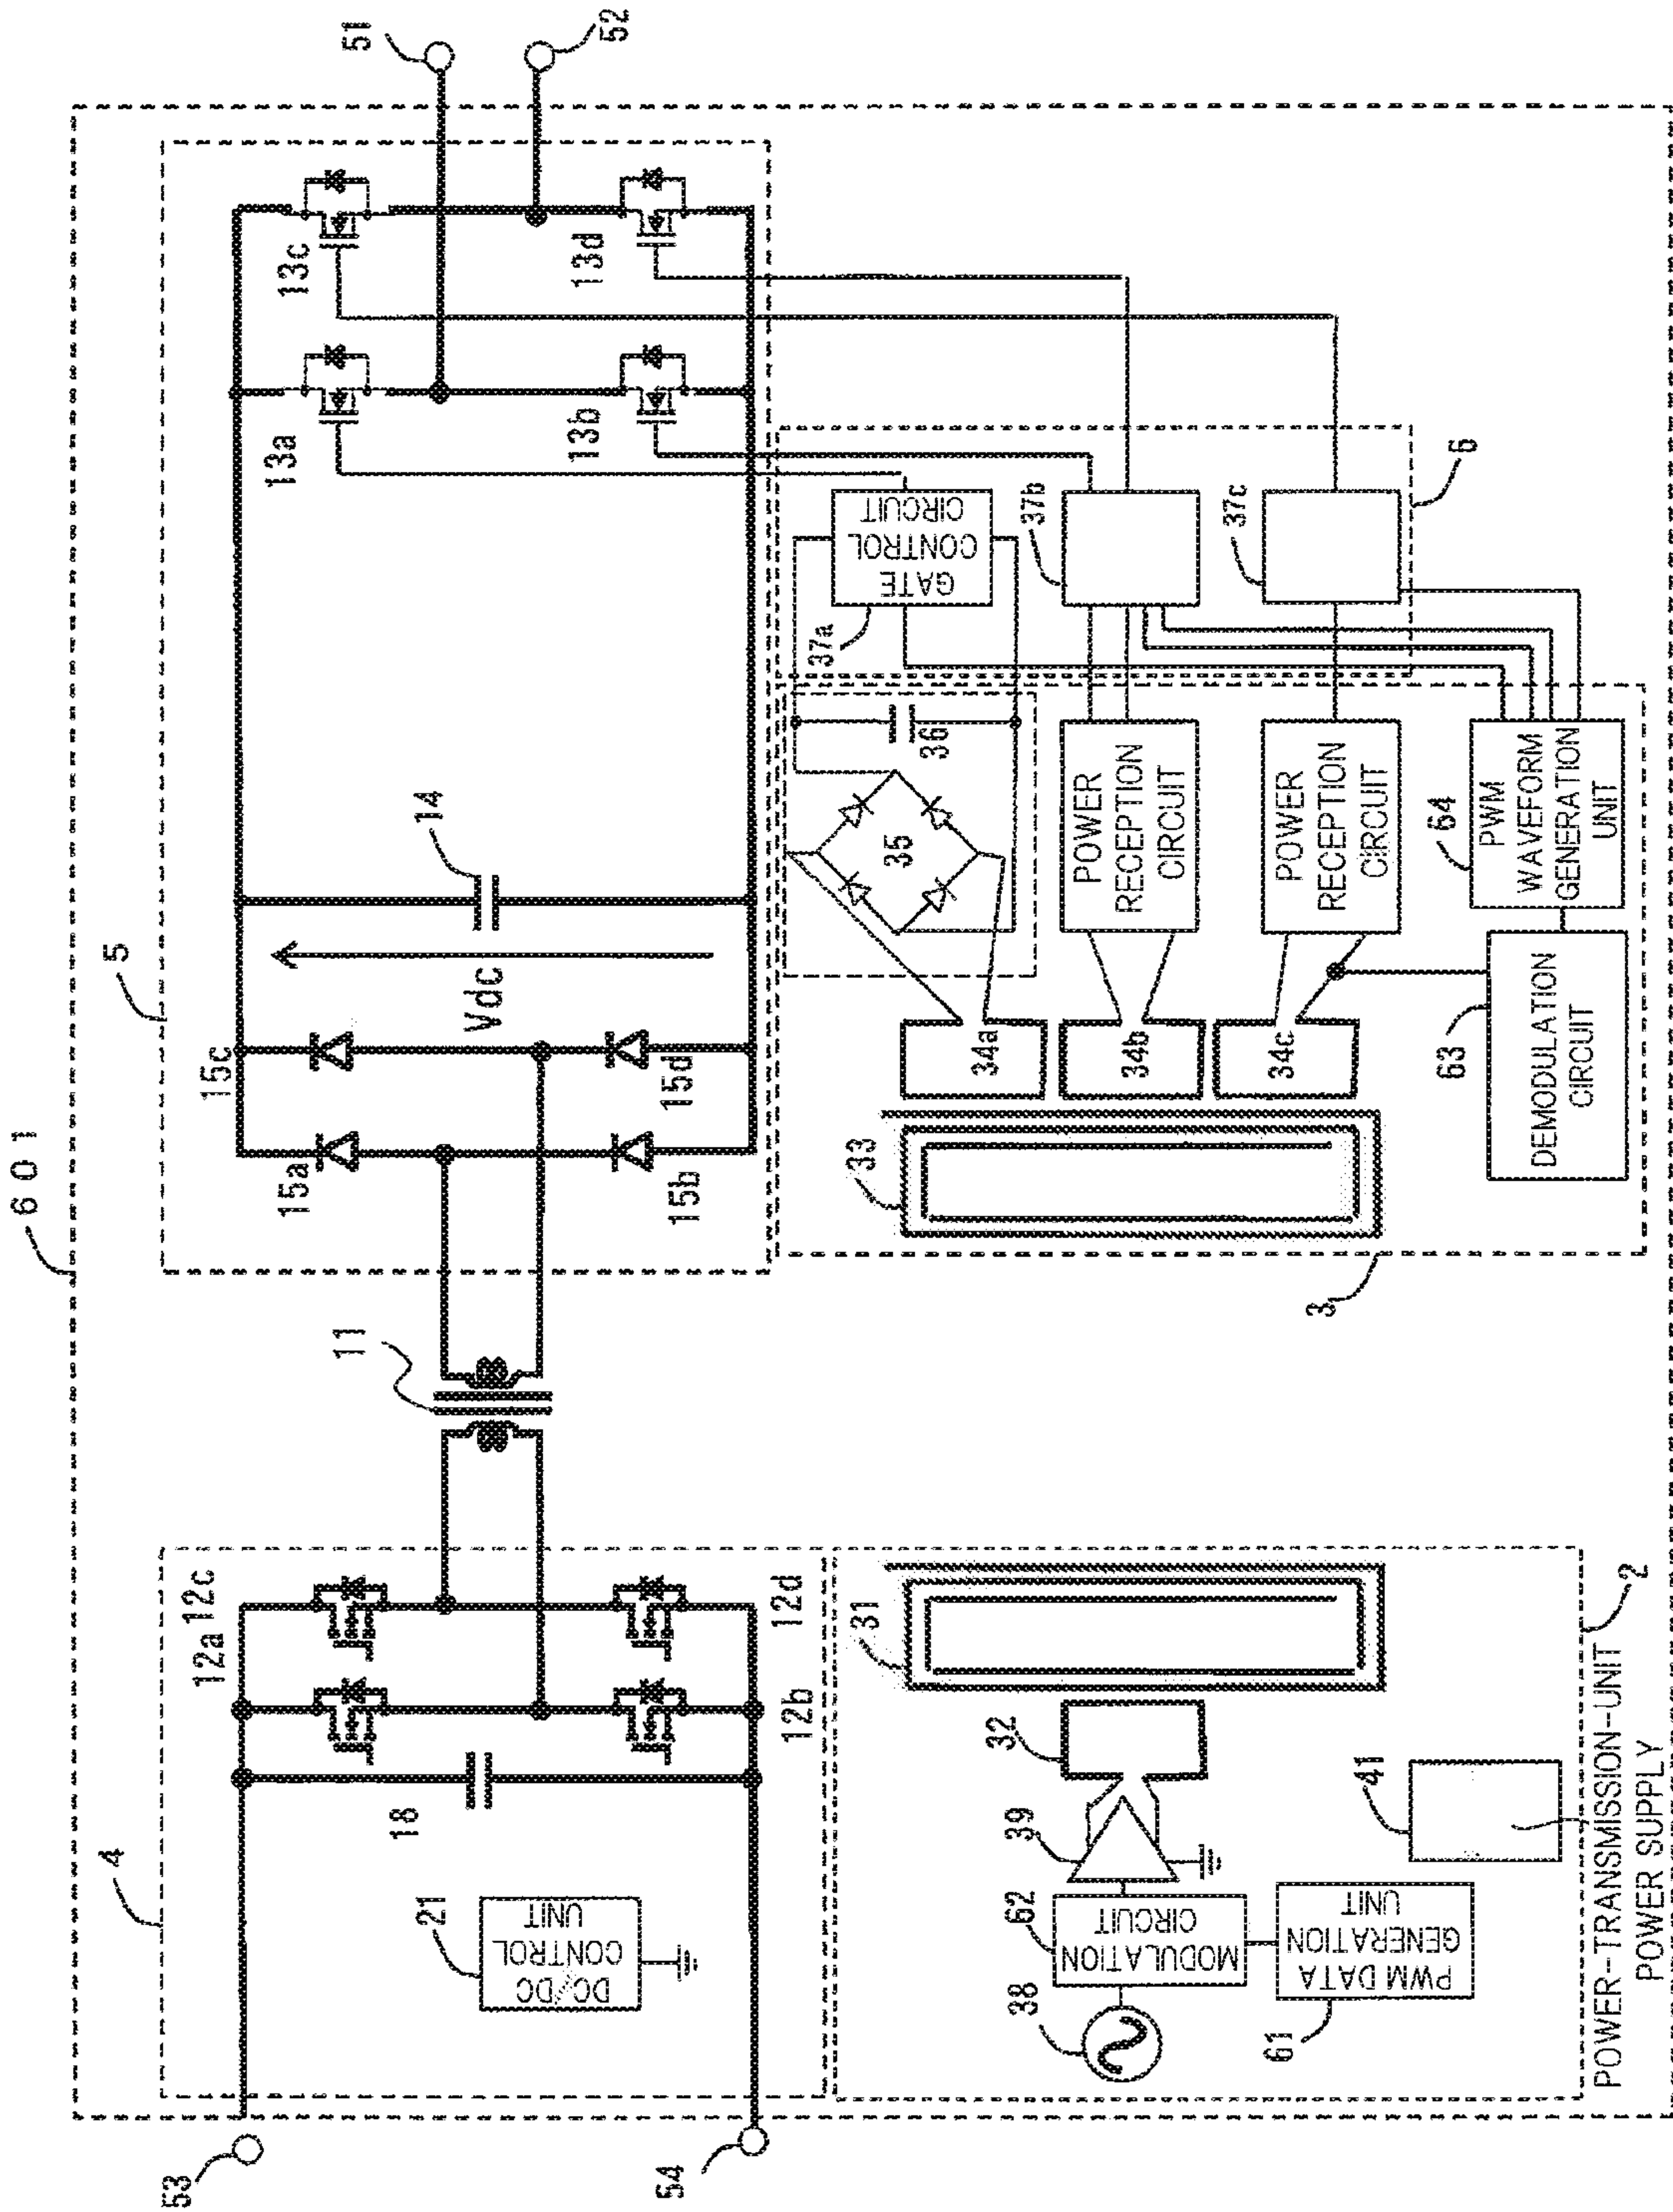 601
5
4
51
52
53
54
11
12a
12c
12b
12d
18
21
DC/DC
CONTROL
UNIT
15a
15c
15b
15d
Vdc
14
13a
13c
13b
13d
31
32
39
62
MODULATION
CIRCUIT
38
61
PWM DATA
GENERATION
UNIT
41
2
POWER-TRANSMISSION-UNIT
POWER SUPPLY
33
3
34a
34b
34c
35
36
POWER
RECEPTION
CIRCUIT
POWER
RECEPTION
CIRCUIT
37a
GATE
CONTROL
CIRCUIT
37b
37c
6
63
DEMODULATION
CIRCUIT
64
PWM
WAVEFORM
GENERATION
UNIT